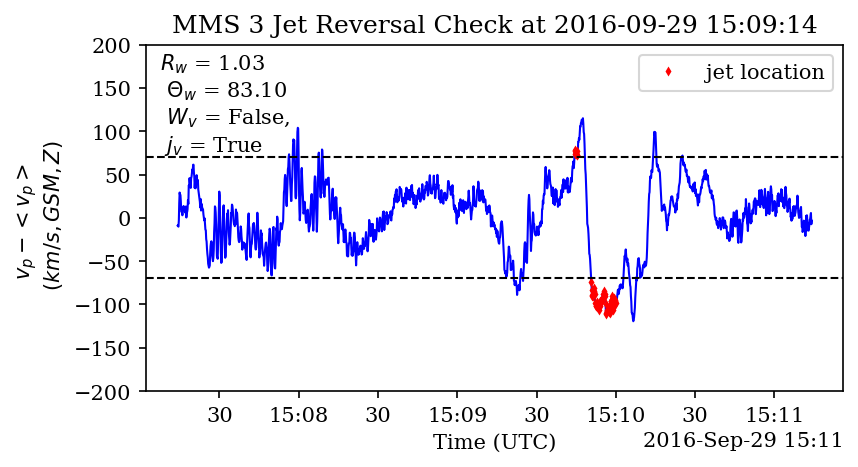 MMS 3 Jet Reversal Check at 2016-09-29 15:09:14
R_w = 1.03
Θ_w = 83.10
W_v = False,
j_v = True
jet location
v_p − < v_p >
(km/s, GSM, Z)
200
150
100
50
0
−50
−100
−150
−200
30 15:08 30 15:09 30 15:10 30 15:11
Time (UTC)
2016-Sep-29 15:11